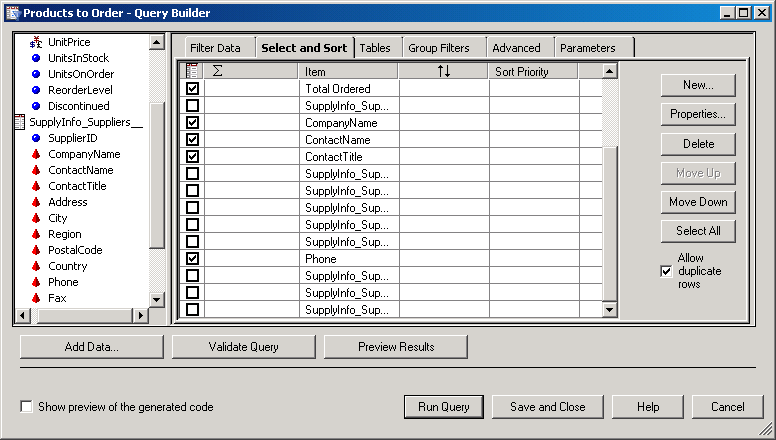 Products to Order - Query Builder
UnitPrice
UnitsInStock
UnitsOnOrder
ReorderLevel
Discontinued
SupplyInfo_Suppliers__
SupplierID
CompanyName
ContactName
ContactTitle
Address
City
Region
PostalCode
Country
Phone
Fax
Filter Data
Select and Sort
Tables
Group Filters
Advanced
Parameters
Σ Item Sort Priority
Total Ordered
SupplyInfo_Sup...
CompanyName
ContactName
ContactTitle
SupplyInfo_Sup...
SupplyInfo_Sup...
SupplyInfo_Sup...
SupplyInfo_Sup...
SupplyInfo_Sup...
Phone
SupplyInfo_Sup...
SupplyInfo_Sup...
SupplyInfo_Sup...
New...
Properties...
Delete
Move Up
Move Down
Select All
Allow
duplicate
rows
Add Data...
Validate Query
Preview Results
Show preview of the generated code
Run Query
Save and Close
Help
Cancel